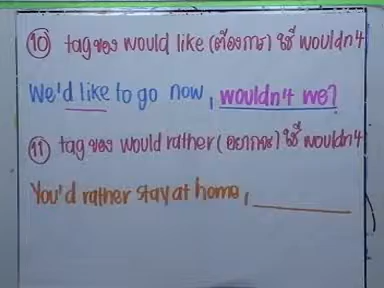 ⑩ tag ของ would like (ต้องการ) ใช้ wouldn't
We'd like to go now, wouldn't we?
⑪ tag ของ would rather (อยากจะ) ใช้ wouldn't
You'd rather stay at home, ________